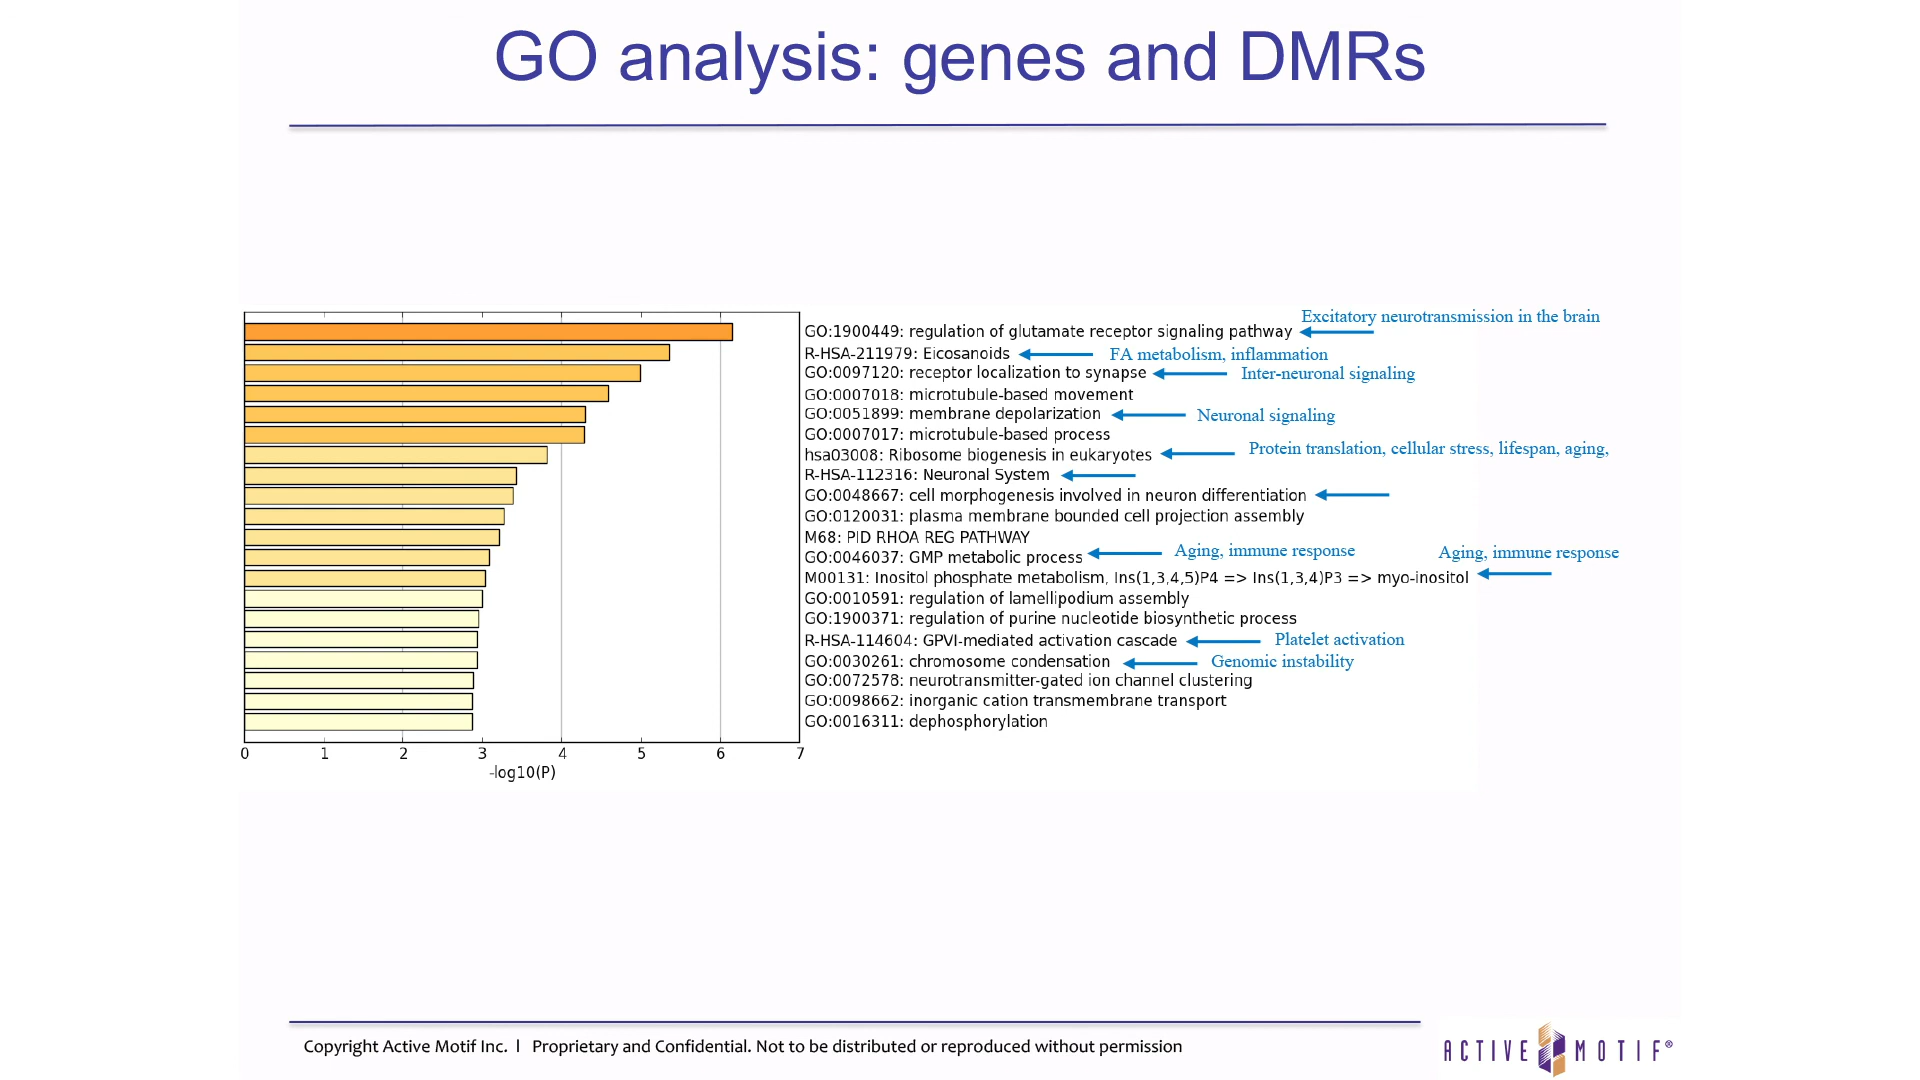 GO analysis: genes and DMRs
Excitatory neurotransmission in the brain
GO:1900449: regulation of glutamate receptor signaling pathway
R-HSA-211979: Eicosanoids
FA metabolism, inflammation
GO:0097120: receptor localization to synapse
Inter-neuronal signaling
GO:0007018: microtubule-based movement
GO:0051899: membrane depolarization
Neuronal signaling
GO:0007017: microtubule-based process
hsa03008: Ribosome biogenesis in eukaryotes
Protein translation, cellular stress, lifespan, aging,
R-HSA-112316: Neuronal System
GO:0048667: cell morphogenesis involved in neuron differentiation
GO:0120031: plasma membrane bounded cell projection assembly
M68: PID RHOA REG PATHWAY
GO:0046037: GMP metabolic process
Aging, immune response
Aging, immune response
M00131: Inositol phosphate metabolism, Ins(1,3,4,5)P4 => Ins(1,3,4)P3 => myo-inositol
GO:0010591: regulation of lamellipodium assembly
GO:1900371: regulation of purine nucleotide biosynthetic process
R-HSA-114604: GPVI-mediated activation cascade
Platelet activation
GO:0030261: chromosome condensation
Genomic instability
GO:0072578: neurotransmitter-gated ion channel clustering
GO:0098662: inorganic cation transmembrane transport
GO:0016311: dephosphorylation
0 1 2 3 4 5 6 7
-log10(P)
Copyright Active Motif Inc. | Proprietary and Confidential. Not to be distributed or reproduced without permission
ACTIVE MOTIF®